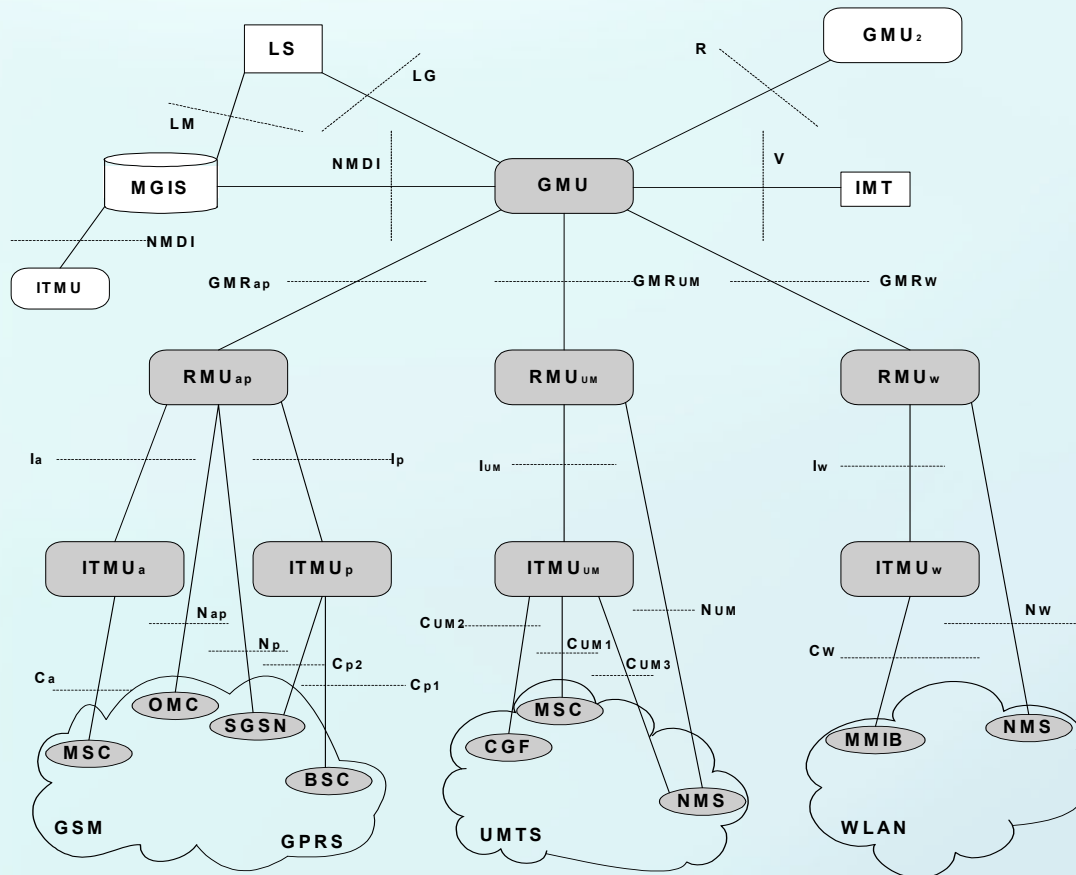 LS
GMU2
R
LG
LM
NMDI
V
MGIS
GMU
IMT
NMDI
ITMU
GMRap
GMRUM
GMRW
RMUap
RMUUM
RMUw
Ia
Ip
IUM
Iw
ITMUa
ITMUp
ITMUUM
ITMUw
Nap
Np
Cp2
Cp1
Ca
CUM2
CUM1
CUM3
NUM
Nw
CW
OMC
SGSN
MSC
BSC
MSC
CGF
NMS
MMIB
NMS
GSM
GPRS
UMTS
WLAN